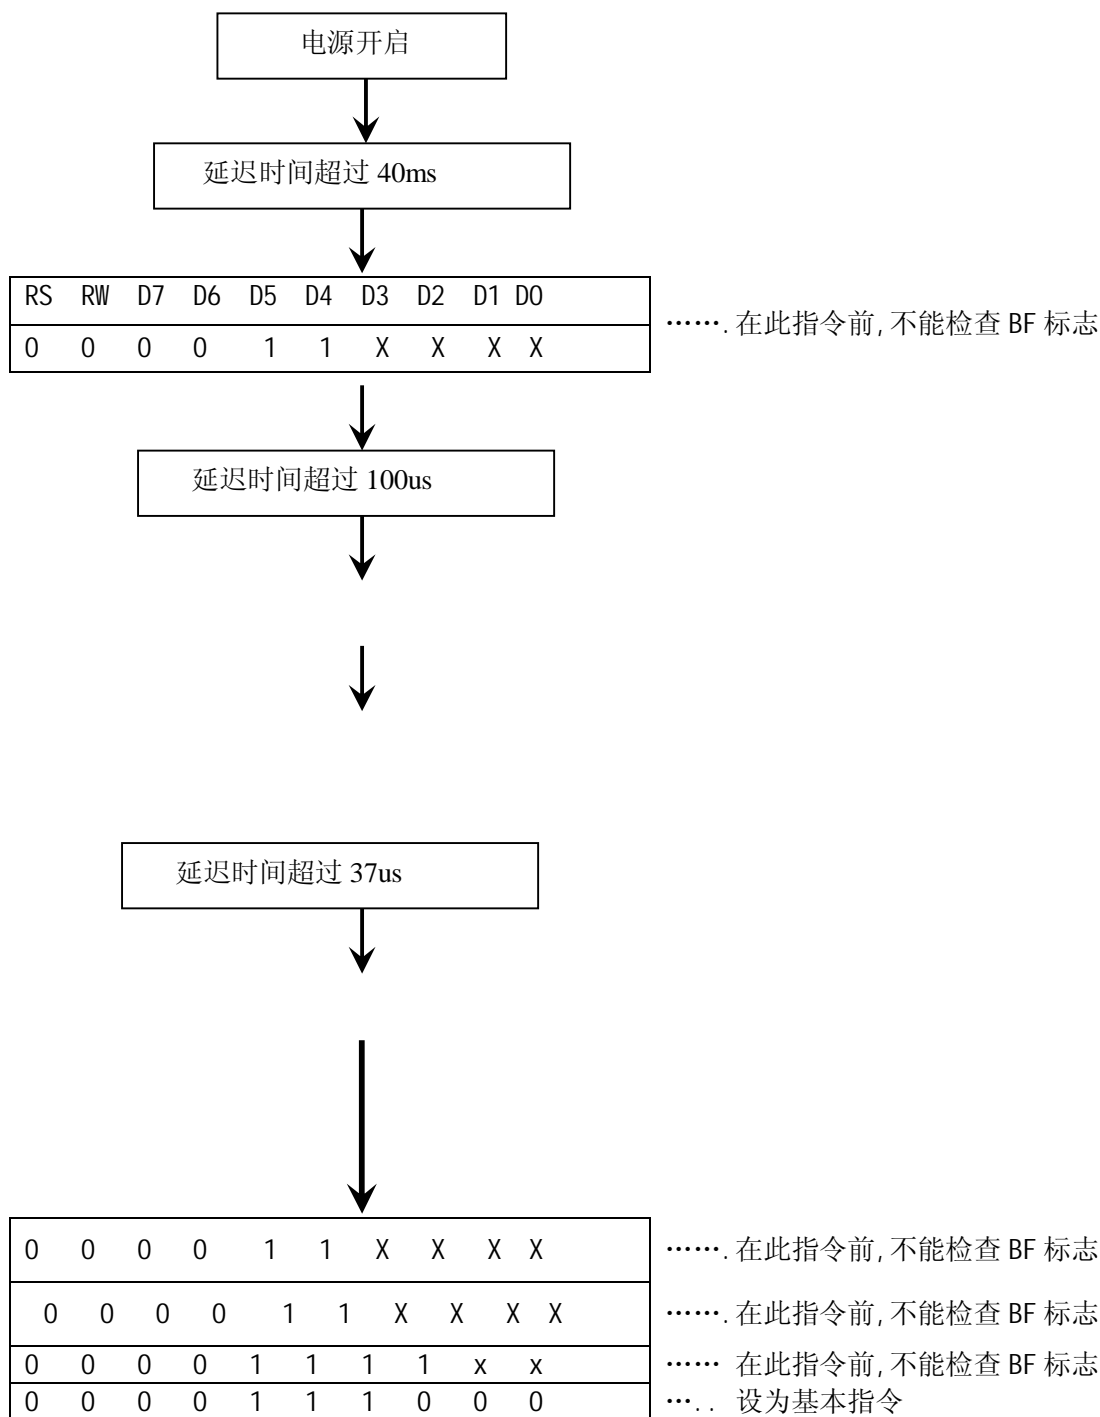 电源开启
延迟时间超过 40ms
RS RW D7 D6 D5 D4 D3 D2 D1 D0
0 0 0 0 1 1 X X X X ……. 在此指令前, 不能检查 BF 标志
延迟时间超过 100us
延迟时间超过 37us
0 0 0 0 1 1 X X X X ……. 在此指令前, 不能检查 BF 标志
0 0 0 0 1 1 X X X X ……. 在此指令前, 不能检查 BF 标志
0 0 0 0 1 1 1 1 x x …… 在此指令前, 不能检查 BF 标志
0 0 0 0 1 1 1 0 0 0 ….. 设为基本指令